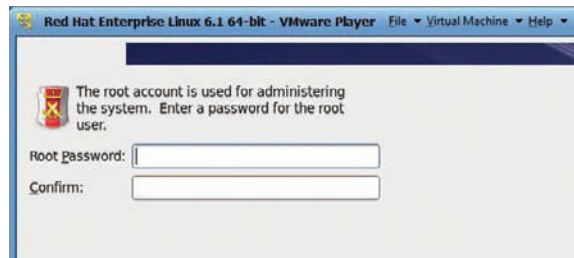 Red Hat Enterprise Linux 6.1 64-bit - VMware Player File Virtual Machine Help
The root account is used for administering
the system. Enter a password for the root
user.
Root Password:
Confirm: